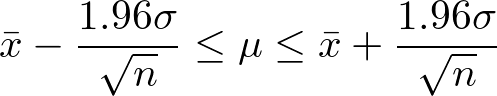 x̄ − 1.96σ/√n ≤ μ ≤ x̄ + 1.96σ/√n